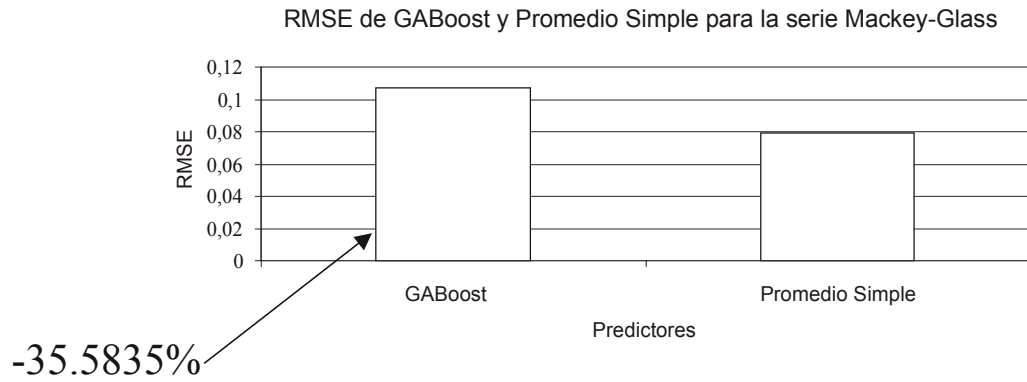 RMSE de GABoost y Promedio Simple para la serie Mackey-Glass
0,12
0,1
0,08
0,06
0,04
0,02
0
RMSE
GABoost
Promedio Simple
Predictores
-35.5835%